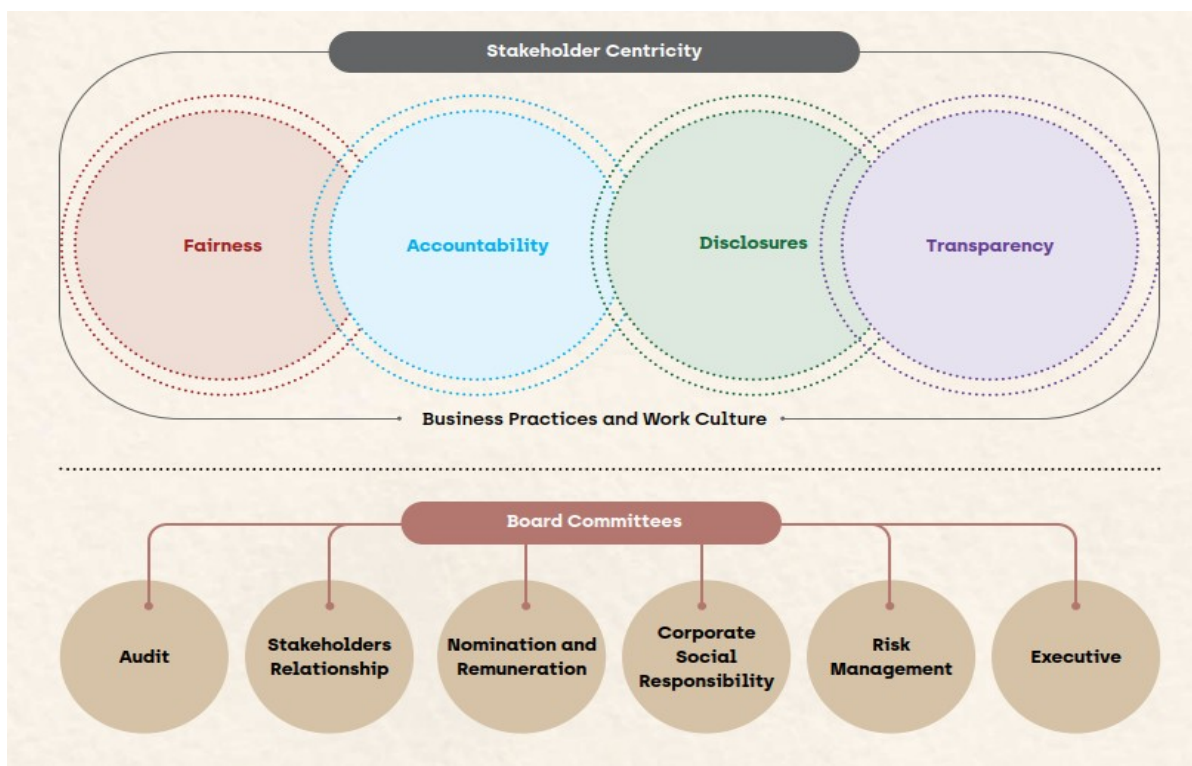 Stakeholder Centricity
Fairness
Accountability
Disclosures
Transparency
Business Practices and Work Culture
Board Committees
Audit
Stakeholders
Relationship
Nomination and
Remuneration
Corporate
Social
Responsibility
Risk
Management
Executive